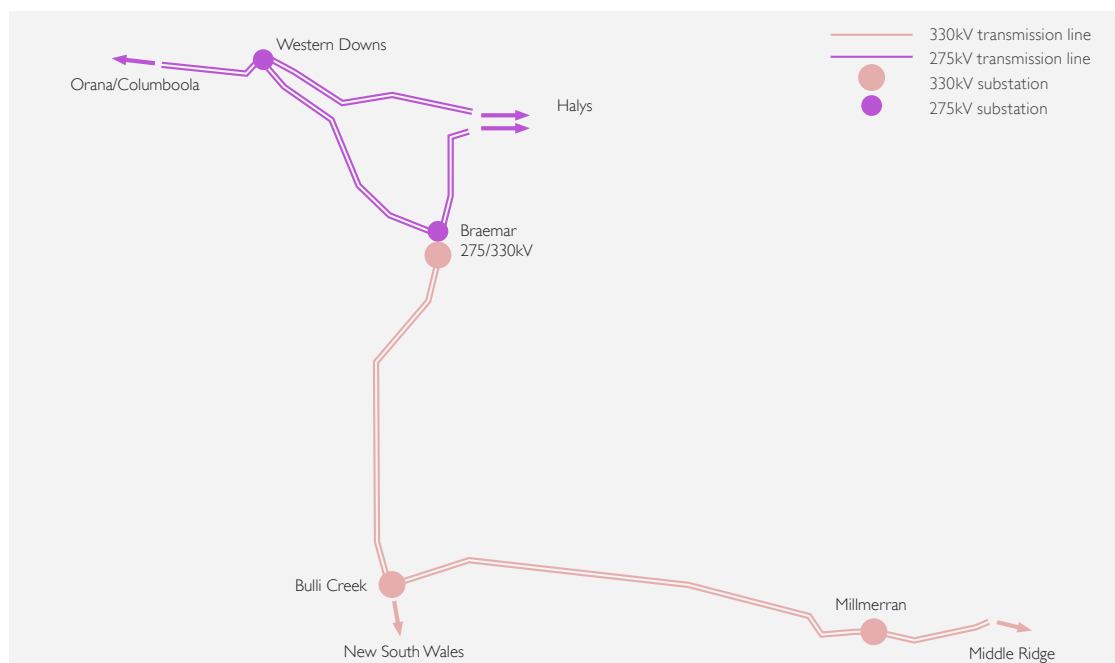 Western Downs
Orana/Columboola
Halys
330kV transmission line
275kV transmission line
330kV substation
275kV substation
Braemar
275/330kV
Bulli Creek
New South Wales
Millmerran
Middle Ridge